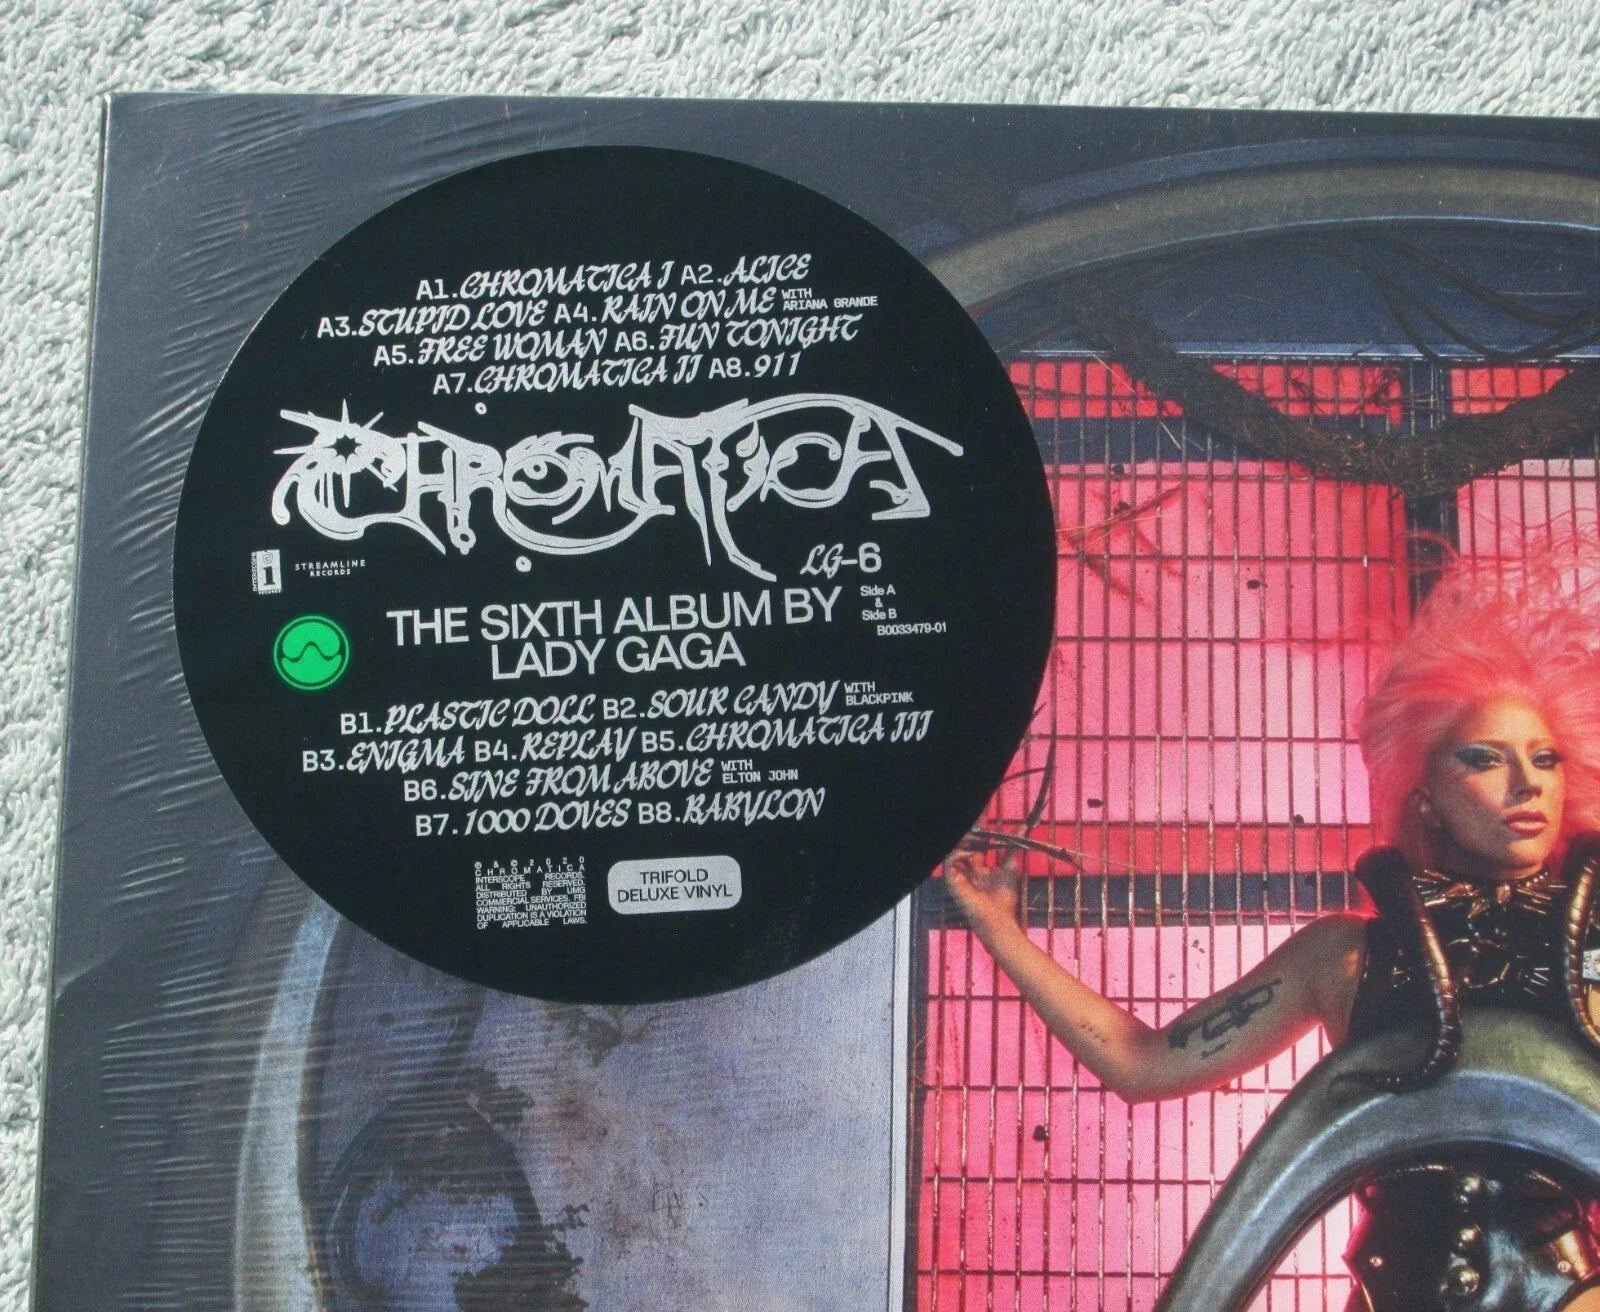 A1.CHROMATICA I A2.ALICE
A3.STUPID LOVE A4.RAIN ON ME WITH ARIANA GRANDE
A5.FREE WOMAN A6.FUN TONIGHT
A7.CHROMATICA II A8.911
CHROMATICA
LG-6
INTERSCOPE RECORDS
STREAMLINE RECORDS
THE SIXTH ALBUM BY
LADY GAGA
Side A
&
Side B
B0033479-01
B1.PLASTIC DOLL B2.SOUR CANDY WITH BLACKPINK
B3.ENIGMA B4.REPLAY B5.CHROMATICA III
B6.SINE FROM ABOVE WITH ELTON JOHN
B7.1000 DOVES B8.BABYLON
℗ & © 2020
CHROMATICA
INTERSCOPE RECORDS.
ALL RIGHTS RESERVED.
DISTRIBUTED BY UMG
COMMERCIAL SERVICES. FBI
WARNING: UNAUTHORIZED
DUPLICATION IS A VIOLATION
OF APPLICABLE LAWS.
TRIFOLD
DELUXE VINYL